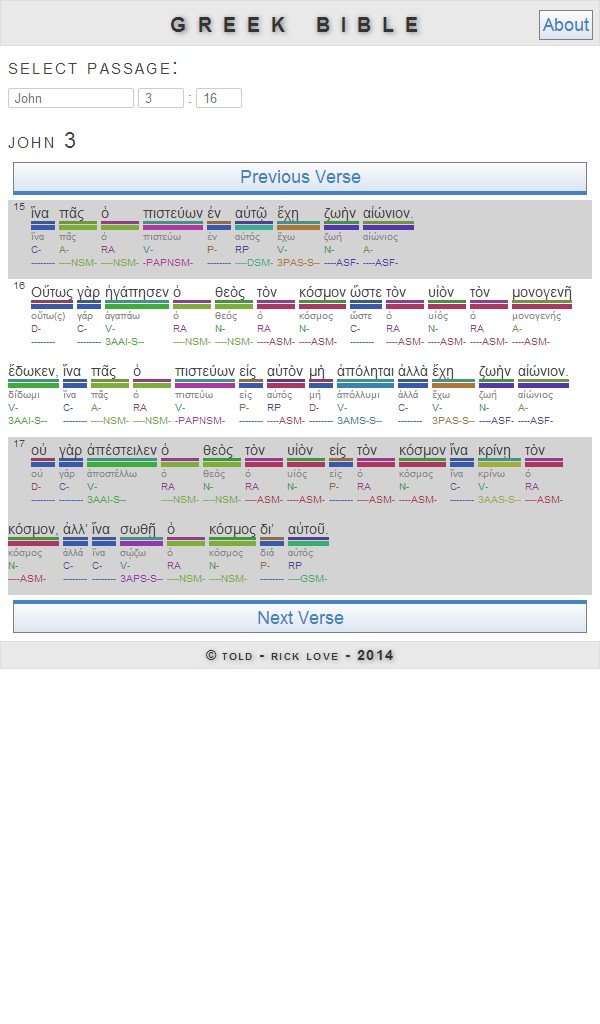 GREEK BIBLE
About
SELECT PASSAGE:
John 3 : 16
JOHN 3
Previous Verse
15 ἵνα πᾶς ὁ πιστεύων ἐν αὐτῷ ἔχῃ ζωὴν αἰώνιον.
ἵνα πᾶς ὁ πιστεύω ἐν αὐτός ἔχω ζωή αἰώνιος
C- A- RA V- P- RP V- N- A-
-------- ----NSM- ----NSM- -PAPNSM- -------- ----DSM- 3PAS-S-- ----ASF- ----ASF-
16 Οὕτως γὰρ ἠγάπησεν ὁ θεὸς τὸν κόσμον ὥστε τὸν υἱὸν τὸν μονογενῆ
οὕτω(ς) γάρ ἀγαπάω ὁ θεός ὁ κόσμος ὥστε ὁ υἱός ὁ μονογενής
D- C- V- RA N- RA N- C- RA N- RA A-
-------- -------- 3AAI-S-- ----NSM- ----NSM- ----ASM- ----ASM- -------- ----ASM- ----ASM- ----ASM- ----ASM-
ἔδωκεν, ἵνα πᾶς ὁ πιστεύων εἰς αὐτὸν μὴ ἀπόληται ἀλλὰ ἔχῃ ζωὴν αἰώνιον.
δίδωμι ἵνα πᾶς ὁ πιστεύω εἰς αὐτός μή ἀπόλλυμι ἀλλά ἔχω ζωή αἰώνιος
V- C- A- RA V- P- RP D- V- C- V- N- A-
3AAI-S-- -------- ----NSM- ----NSM- -PAPNSM- -------- ----ASM- -------- 3AMS-S-- -------- 3PAS-S-- ----ASF- ----ASF-
17 οὐ γὰρ ἀπέστειλεν ὁ θεὸς τὸν υἱὸν εἰς τὸν κόσμον ἵνα κρίνῃ τὸν
οὐ γάρ ἀποστέλλω ὁ θεός ὁ υἱός εἰς ὁ κόσμος ἵνα κρίνω ὁ
D- C- V- RA N- RA N- P- RA N- C- V- RA
-------- -------- 3AAI-S-- ----NSM- ----NSM- ----ASM- ----ASM- -------- ----ASM- ----ASM- -------- 3AAS-S-- ----ASM-
κόσμον, ἀλλ' ἵνα σωθῇ ὁ κόσμος δι' αὐτοῦ.
κόσμος ἀλλά ἵνα σῴζω ὁ κόσμος διά αὐτός
N- C- C- V- RA N- P- RP
----ASM- -------- -------- 3APS-S-- ----NSM- ----NSM- -------- ----GSM-
Next Verse
© TOLD - RICK LOVE - 2014